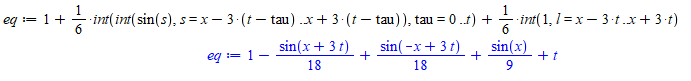 eq := 1 + 1/6 · int(int(sin(s), s = x − 3 · (t − tau) ..x + 3 · (t − tau)), tau = 0 ..t) + 1/6 · int(1, l = x − 3 · t ..x + 3 · t)
eq := 1 − sin(x + 3 t)/18 + sin(−x + 3 t)/18 + sin(x)/9 + t